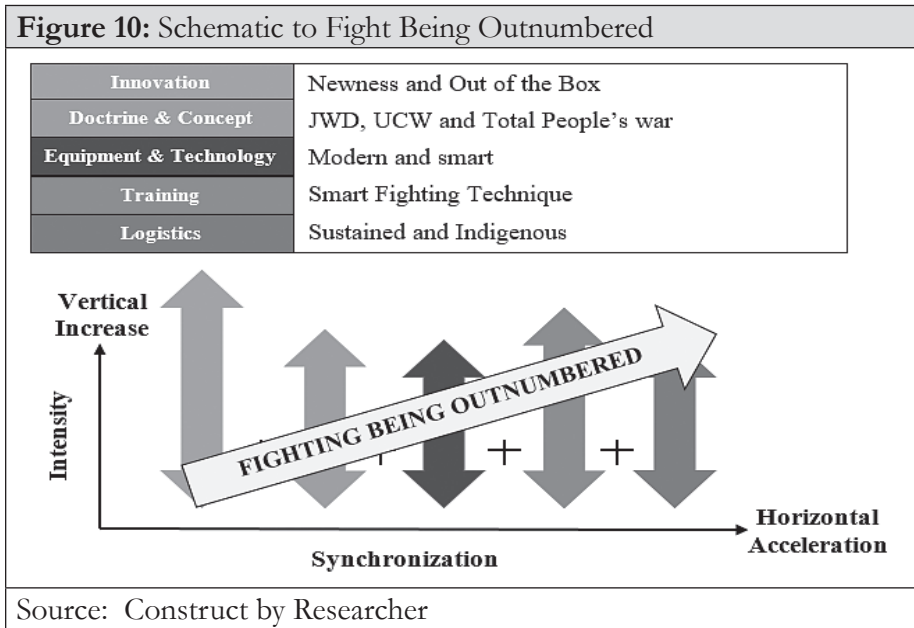 Figure 10: Schematic to Fight Being Outnumbered
Innovation Newness and Out of the Box
Doctrine & Concept JWD, UCW and Total People's war
Equipment & Technology Modern and smart
Training Smart Fighting Technique
Logistics Sustained and Indigenous
Vertical
Increase
Intensity
FIGHTING BEING OUTNUMBERED
+ + +
Synchronization
Horizontal
Acceleration
Source: Construct by Researcher